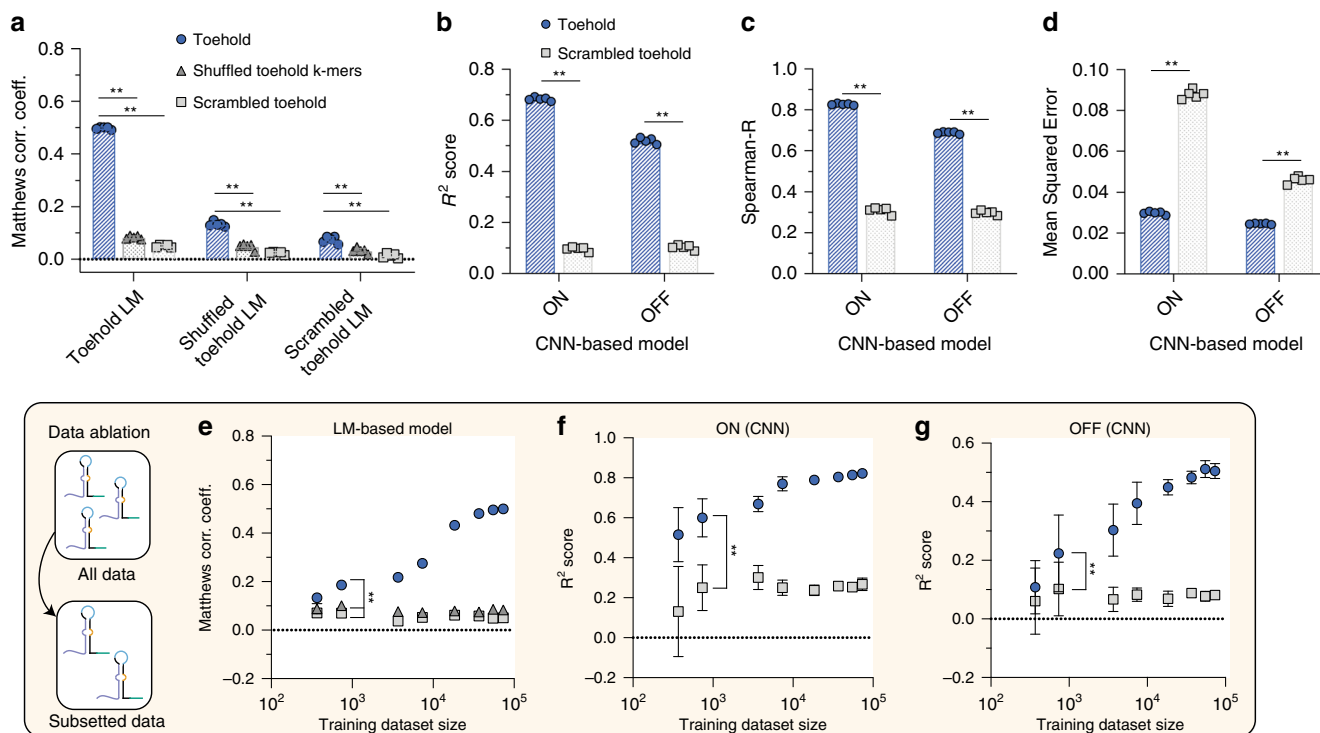 a
Matthews corr. coeff.
0.8
0.6
0.4
0.2
0.0
Toehold
Shuffled toehold k-mers
Scrambled toehold
**
**
**
**
**
**
Toehold LM
Shuffled
toehold LM
Scrambled
toehold LM
b
Toehold
Scrambled toehold
R² score
0.8
0.6
0.4
0.2
0.0
**
**
ON
OFF
CNN-based model
c
Spearman-R
1.0
0.8
0.6
0.4
0.2
0.0
**
**
ON
OFF
CNN-based model
d
Mean Squared Error
0.10
0.08
0.06
0.04
0.02
0.00
**
**
ON
OFF
CNN-based model
Data ablation
All data
Subsetted data
e
LM-based model
Matthews corr. coeff.
0.8
0.6
0.4
0.2
0.0
–0.2
**
10² 10³ 10⁴ 10⁵
Training dataset size
f
ON (CNN)
R² score
1.0
0.8
0.6
0.4
0.2
0.0
–0.2
**
10² 10³ 10⁴ 10⁵
Training dataset size
g
OFF (CNN)
R² score
0.6
0.4
0.2
0.0
–0.2
**
10² 10³ 10⁴ 10⁵
Training dataset size